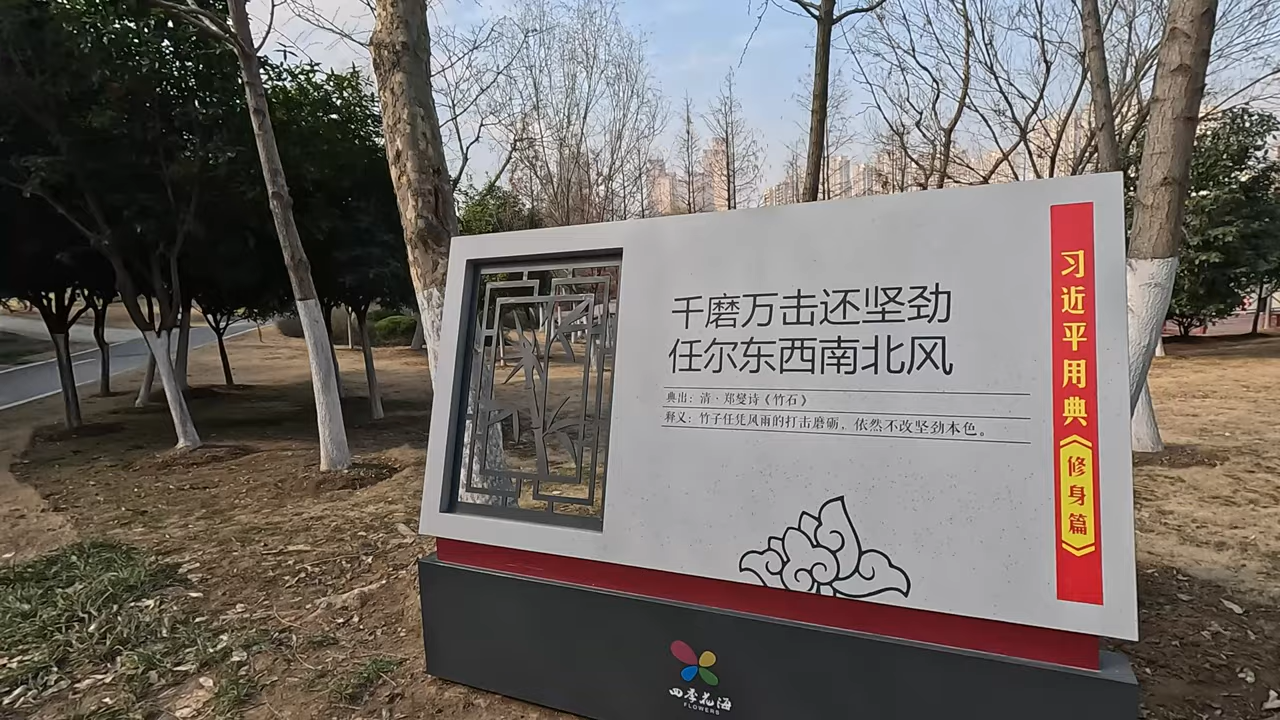 千磨万击还坚劲
任尔东西南北风
典出：清·郑燮诗《竹石》
释义：竹子任凭风雨的打击磨砺，依然不改坚劲本色。
习近平用典
《修身篇》
四季花海
FLOWERS